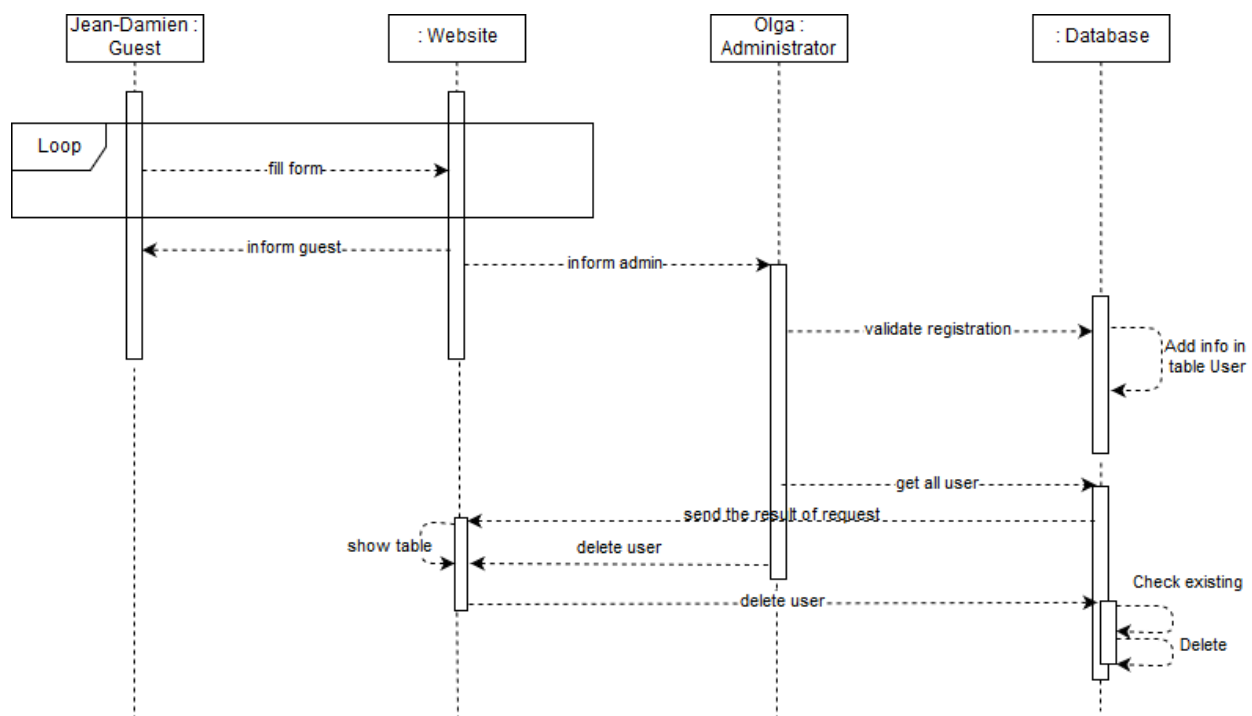 Jean-Damien :
Guest
: Website
Olga :
Administrator
: Database
Loop
fill form
inform guest
inform admin
validate registration
Add info in
table User
get all user
send the result of request
show table
delete user
Check existing
delete user
Delete